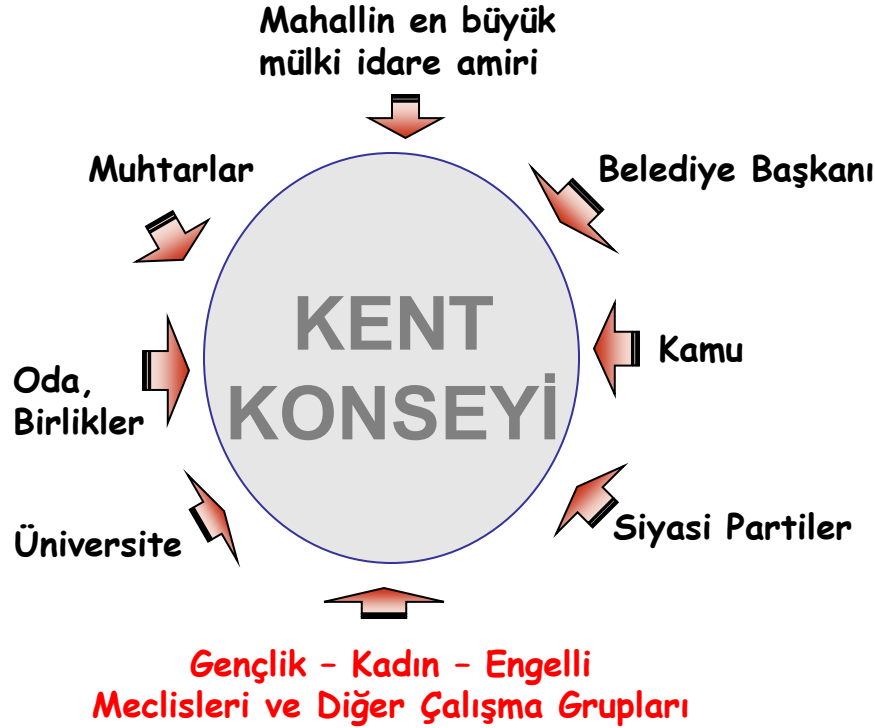 Mahallin en büyük
mülki idare amiri
Muhtarlar
Belediye Başkanı
KENT
KONSEYİ
Kamu
Oda,
Birlikler
Üniversite
Siyasi Partiler
Gençlik – Kadın – Engelli
Meclisleri ve Diğer Çalışma Grupları